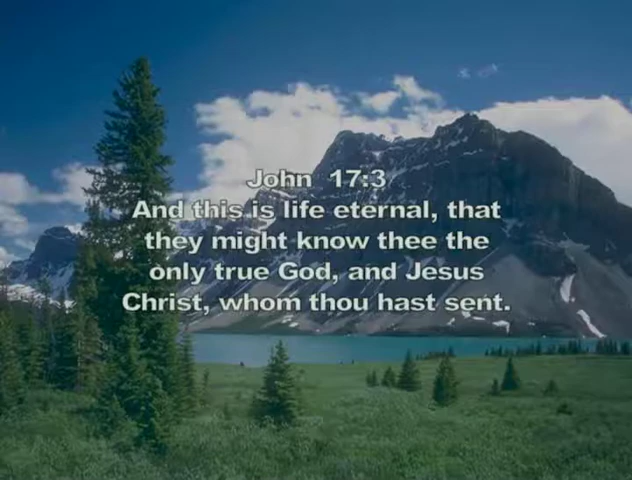 John 17:3
And this is life eternal, that
they might know thee the
only true God, and Jesus
Christ, whom thou hast sent.